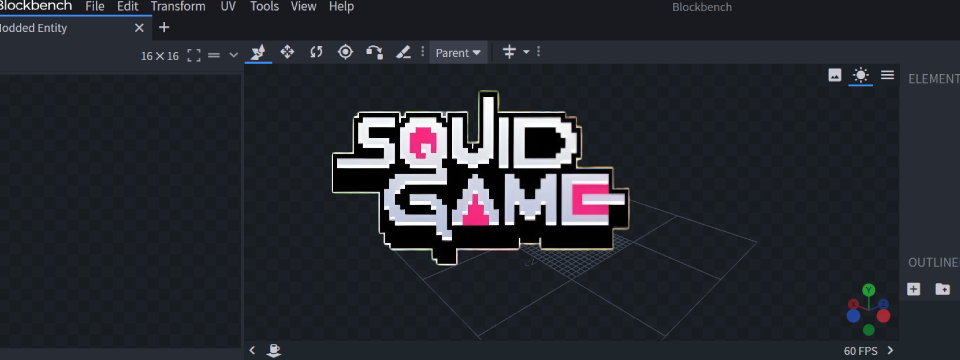 Blockbench File Edit Transform UV Tools View Help
Blockbench
Modded Entity
16×16
Parent
ELEMENT
SQUID
GAME
OUTLINE
Y
X
Z
60 FPS